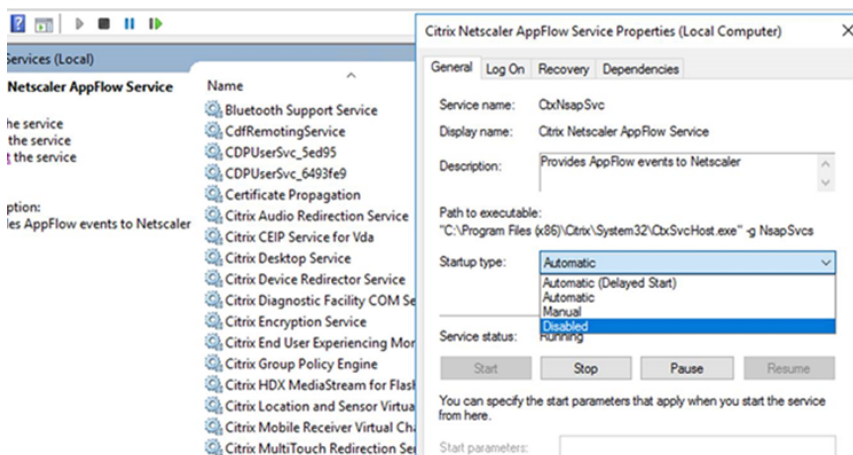 Services (Local)
Netscaler AppFlow Service
he service
the service
t the service
ption:
les AppFlow events to Netscaler
Name
Bluetooth Support Service
CdfRemotingService
CDPUserSvc_5ed95
CDPUserSvc_6493fe9
Certificate Propagation
Citrix Audio Redirection Service
Citrix CEIP Service for Vda
Citrix Desktop Service
Citrix Device Redirector Service
Citrix Diagnostic Facility COM Se
Citrix Encryption Service
Citrix End User Experiencing Mor
Citrix Group Policy Engine
Citrix HDX MediaStream for Flash
Citrix Location and Sensor Virtua
Citrix Mobile Receiver Virtual Cha
Citrix MultiTouch Redirection Ser
Citrix Netscaler AppFlow Service Properties (Local Computer)
General Log On Recovery Dependencies
Service name: CtxNsapSvc
Display name: Citrix Netscaler AppFlow Service
Description: Provides AppFlow events to Netscaler
Path to executable:
"C:\Program Files (x86)\Citrix\System32\CtxSvcHost.exe" -g NsapSvcs
Startup type: Automatic
Automatic (Delayed Start)
Automatic
Manual
Disabled
Service status: Running
Start Stop Pause Resume
You can specify the start parameters that apply when you start the service
from here.
Start parameters: